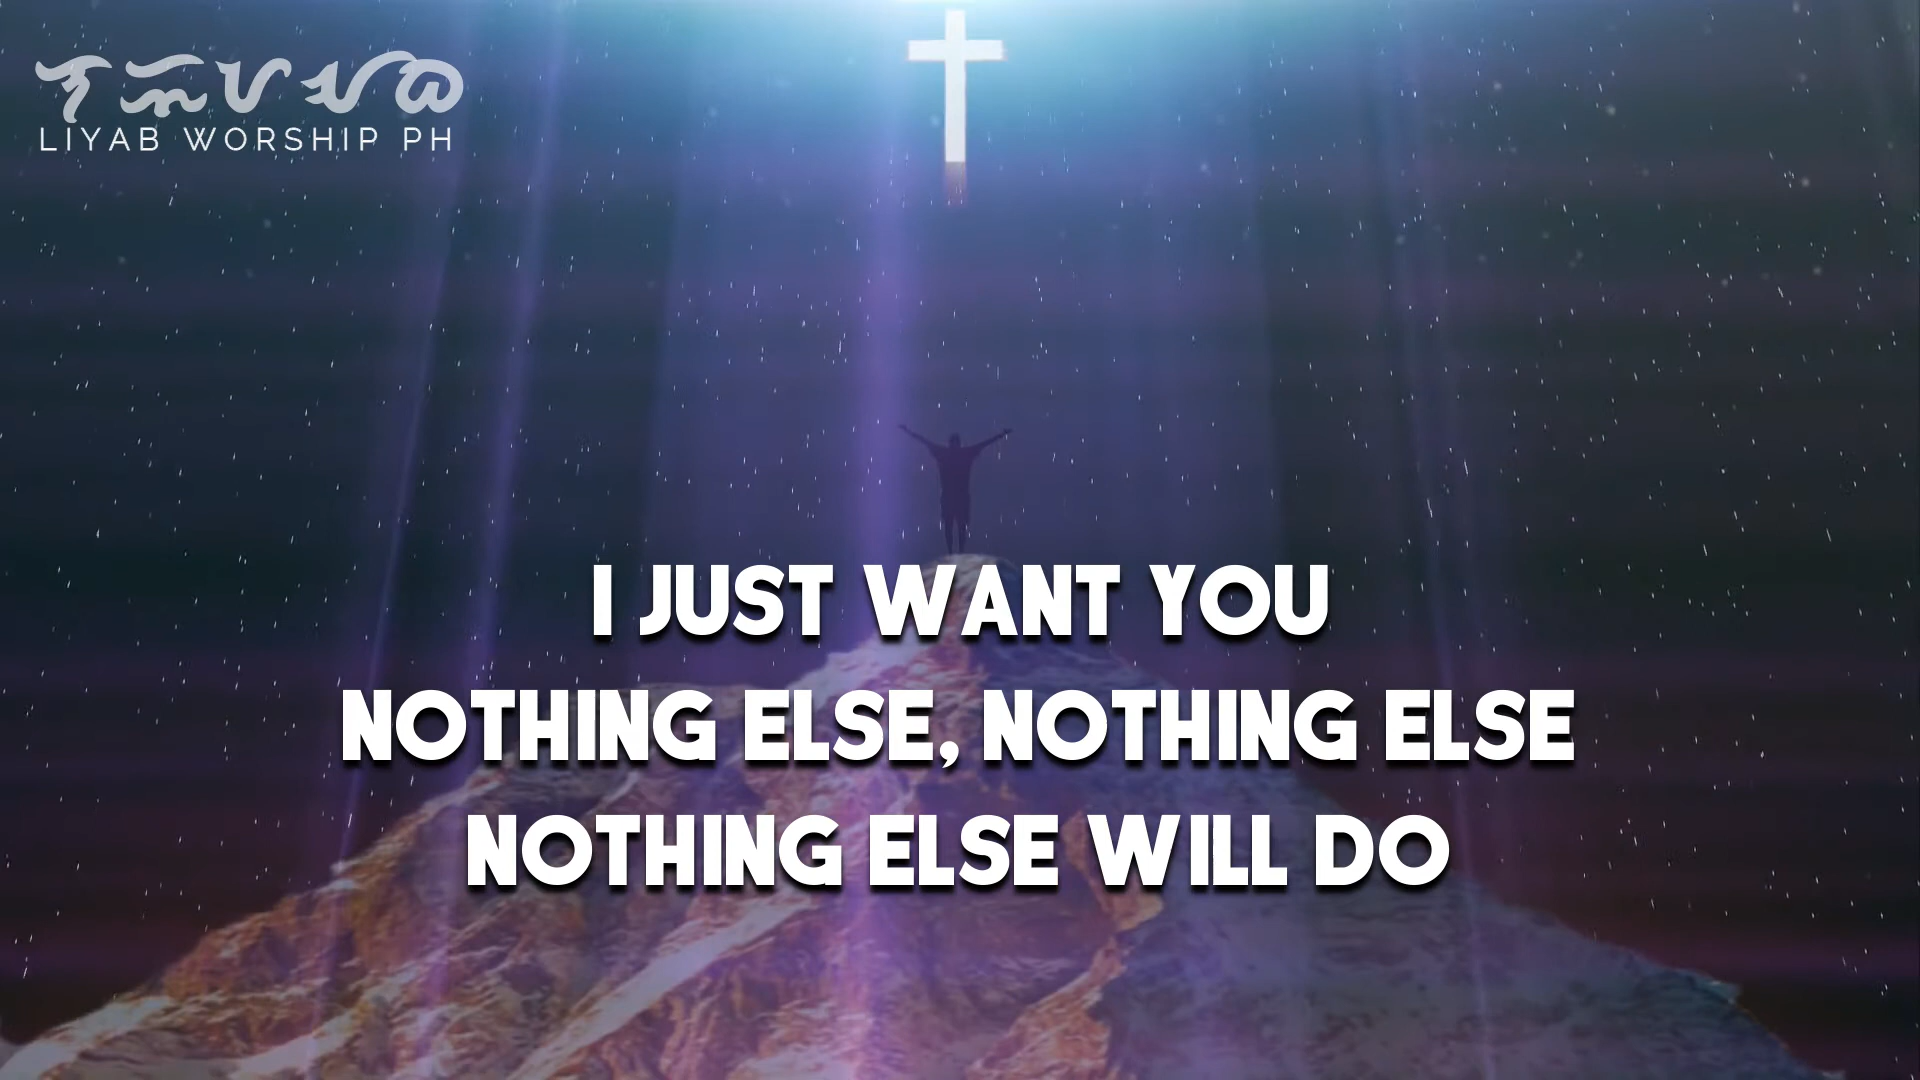 LIYAB WORSHIP PH
I JUST WANT YOU
NOTHING ELSE, NOTHING ELSE
NOTHING ELSE WILL DO